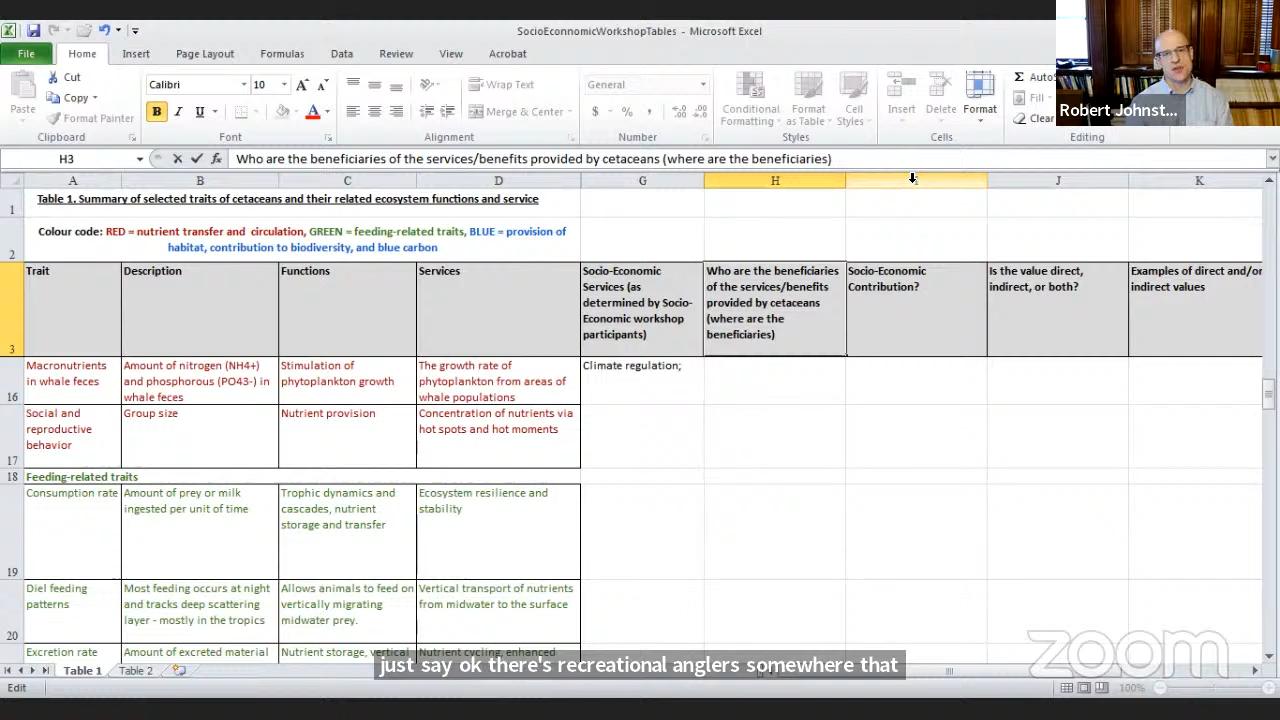 SocioEconnomicWorkshopTables - Microsoft Excel
File Home Insert Page Layout Formulas Data Review View Acrobat
Paste
Cut
Copy
Format Painter
Clipboard
Calibri 10
B I U
Font
Wrap Text
Merge & Center
Alignment
General
$ % ,
Number
Conditional Formatting
Format as Table
Cell Styles
Styles
Insert Delete Format
Cells
Fill
Editing
Robert Johnst...
H3
fx
Who are the beneficiaries of the services/benefits provided by cetaceans (where are the beneficiaries)
A B C D G H J K
1
Table 1. Summary of selected traits of cetaceans and their related ecosystem functions and service
2
Colour code: RED = nutrient transfer and circulation, GREEN = feeding-related traits, BLUE = provision of
habitat, contribution to biodiversity, and blue carbon
3
Trait
Description
Functions
Services
Socio-Economic
Services (as
determined by Socio-
Economic workshop
participants)
Who are the beneficiaries
of the services/benefits
provided by cetaceans
(where are the
beneficiaries)
Socio-Economic
Contribution?
Is the value direct,
indirect, or both?
Examples of direct and/or
indirect values
16
Macronutrients
in whale feces
Amount of nitrogen (NH4+)
and phosphorous (PO43-) in
whale feces
Stimulation of
phytoplankton growth
The growth rate of
phytoplankton from areas of
whale populations
Climate regulation;
17
Social and
reproductive
behavior
Group size
Nutrient provision
Concentration of nutrients via
hot spots and hot moments
18
Feeding-related traits
19
Consumption rate
Amount of prey or milk
ingested per unit of time
Trophic dynamics and
cascades, nutrient
storage and transfer
Ecosystem resilience and
stability
20
Diel feeding
patterns
Most feeding occurs at night
and tracks deep scattering
layer - mostly in the tropics
Allows animals to feed on
vertically migrating
midwater prey.
Vertical transport of nutrients
from midwater to the surface
Excretion rate
Amount of excreted material
Nutrient storage, vertical
Nutrient cycling, enhanced
just say ok there's recreational anglers somewhere that
zoom
Table 1 Table 2
Edit
100%